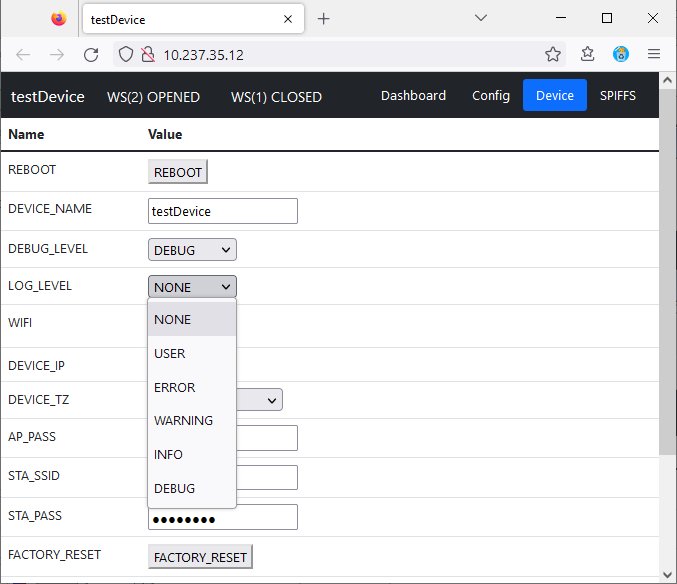 testDevice
10.237.35.12
testDevice WS(2) OPENED WS(1) CLOSED Dashboard Config Device SPIFFS
Name Value
REBOOT REBOOT
DEVICE_NAME testDevice
DEBUG_LEVEL DEBUG
LOG_LEVEL NONE
WIFI NONE
USER
DEVICE_IP
ERROR
DEVICE_TZ
WARNING
AP_PASS
INFO
STA_SSID
DEBUG
STA_PASS ●●●●●●●●
FACTORY_RESET FACTORY_RESET